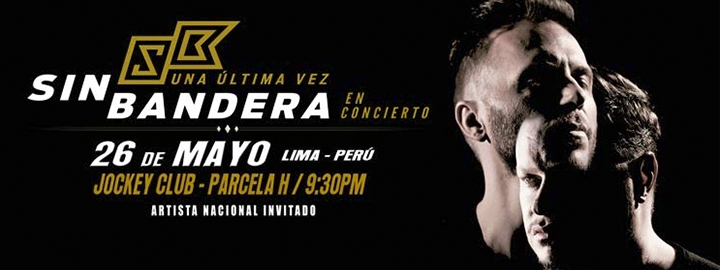 SB
UNA ÚLTIMA VEZ
SIN BANDERA
EN CONCIERTO
26 DE MAYO LIMA - PERÚ
JOCKEY CLUB - PARCELA H / 9:30PM
ARTISTA NACIONAL INVITADO